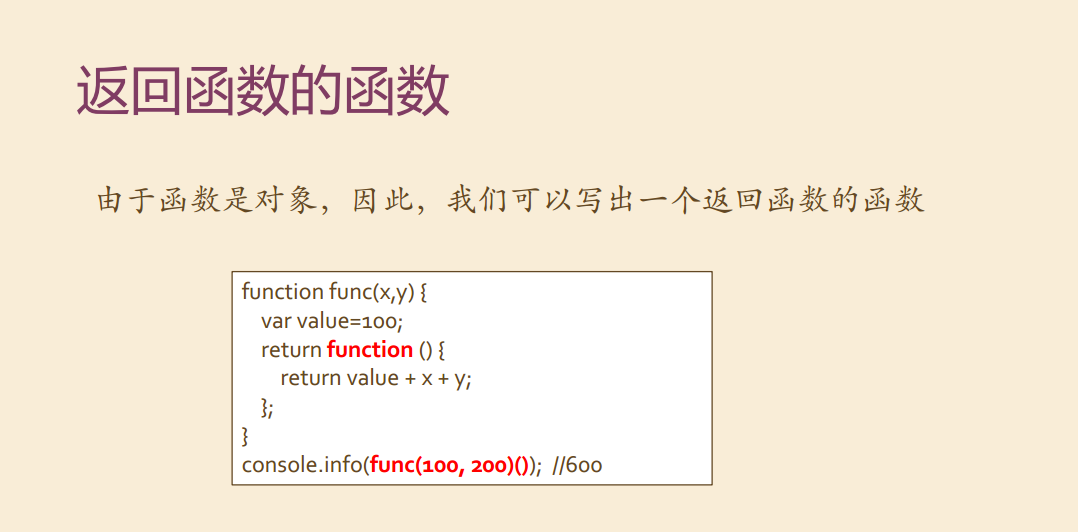 返回函数的函数
由于函数是对象，因此，我们可以写出一个返回函数的函数
function func(x,y) {
    var value=100;
    return function () {
        return value + x + y;
    };
}
console.info(func(100, 200)());  //600